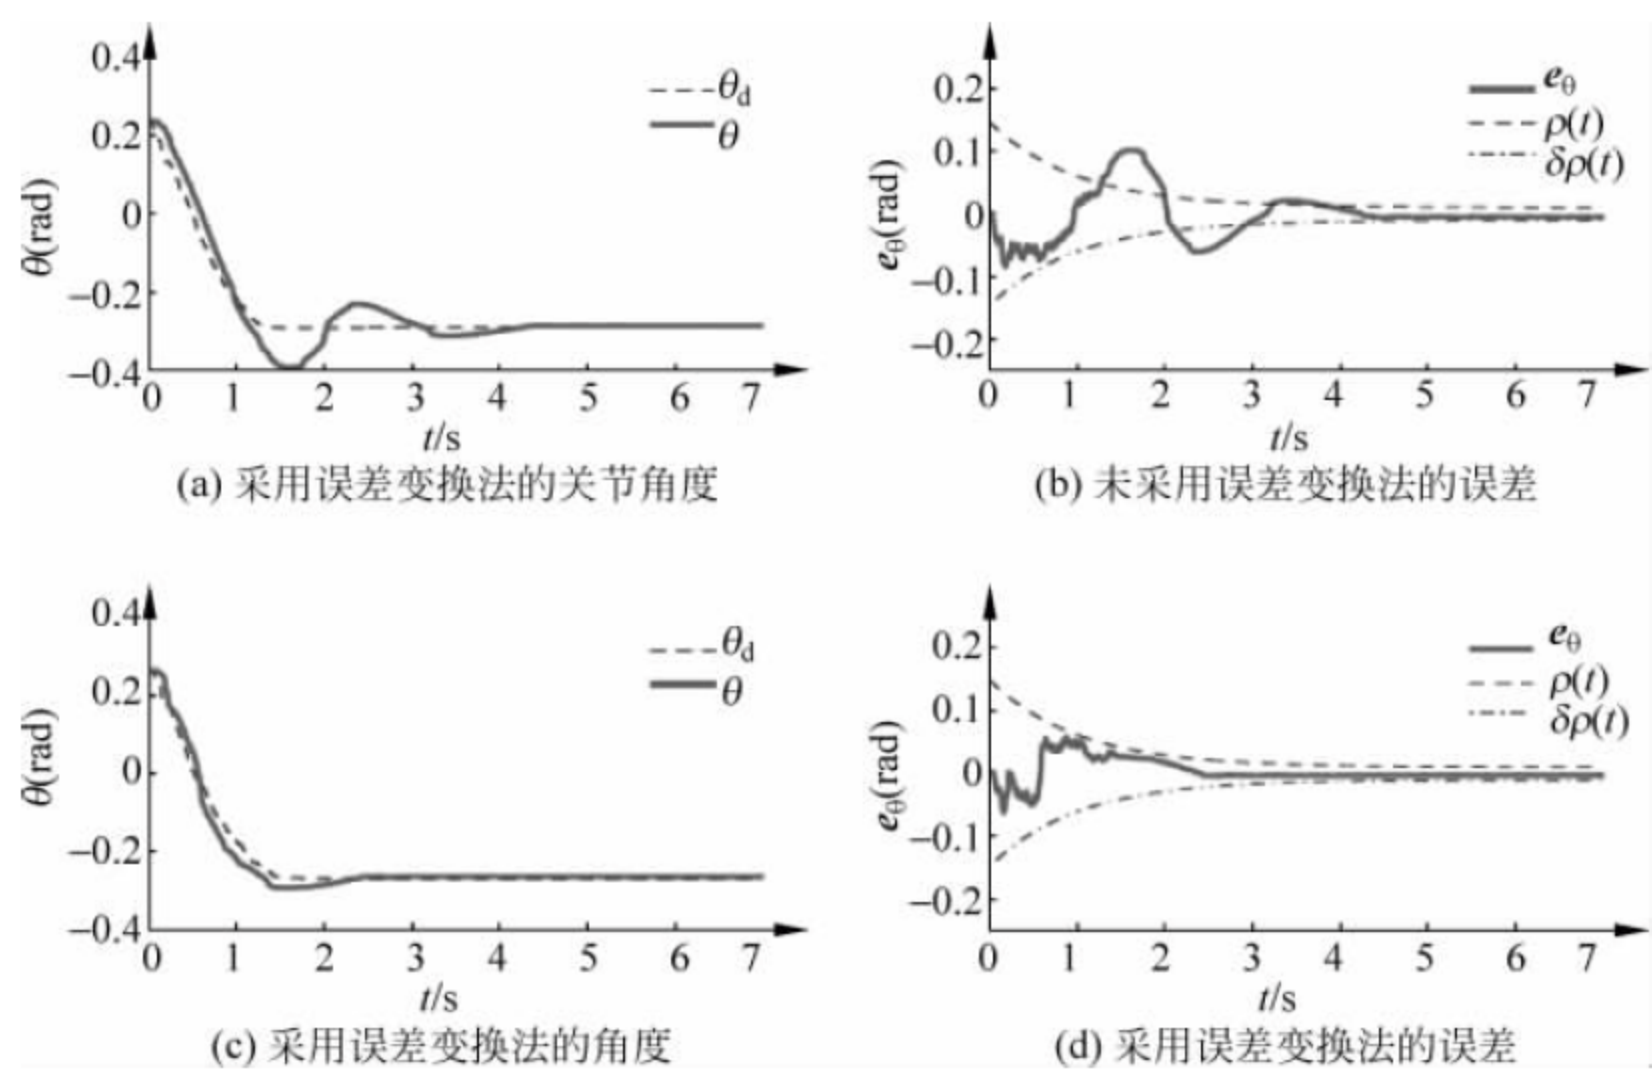 0.4
0.2
0
–0.2
–0.4
θ(rad)
θd
θ
0 1 2 3 4 5 6 7
t/s
(a) 采用误差变换法的关节角度
0.2
0.1
0
–0.1
–0.2
eθ(rad)
eθ
ρ(t)
δρ(t)
0 1 2 3 4 5 6 7
t/s
(b) 未采用误差变换法的误差
0.4
0.2
0
–0.2
–0.4
θ(rad)
θd
θ
0 1 2 3 4 5 6 7
t/s
(c) 采用误差变换法的角度
0.2
0.1
0
–0.1
–0.2
eθ(rad)
eθ
ρ(t)
δρ(t)
0 1 2 3 4 5 6 7
t/s
(d) 采用误差变换法的误差